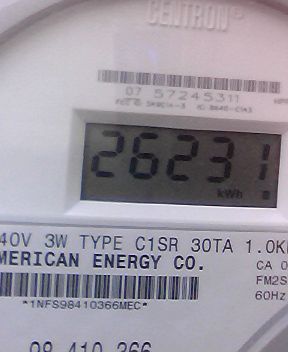 CENTRON®
07 57245311
26231
kWh
40V 3W TYPE C1SR 30TA 1.0K
MERICAN ENERGY CO.
CA 0
FM2S
60Hz
*1NFS98410366MEC*
98 410 366